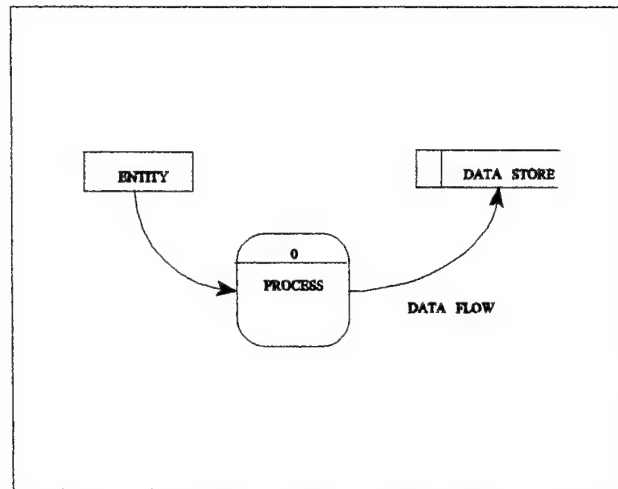 ENTITY
DATA STORE
0
PROCESS
DATA FLOW